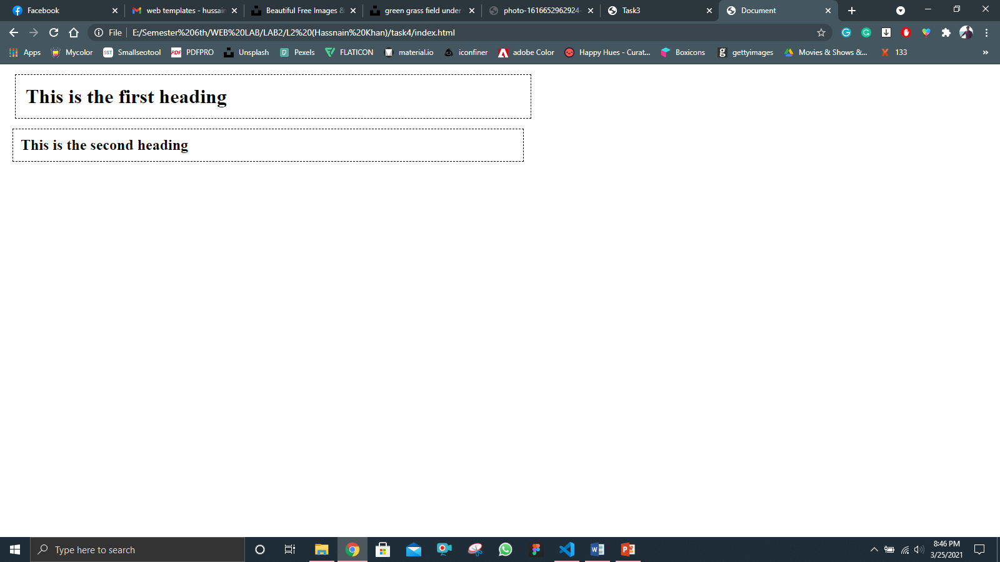 Facebook
web templates - hussain
Beautiful Free Images &
green grass field under
photo-1616652962924-
Task3
Document
File
E:/Semester%206th/WEB%20LAB/LAB2/L2%20(Hassnain%20Khan)/task4/index.html
Apps
Mycolor
SST Smallseotool
PDF PDFPRO
Unsplash
Pexels
FLATICON
material.io
iconfiner
adobe Color
Happy Hues - Curat...
Boxicons
g gettyimages
Movies & Shows &...
X 133
»
This is the first heading
This is the second heading
Type here to search
8:46 PM
3/25/2021